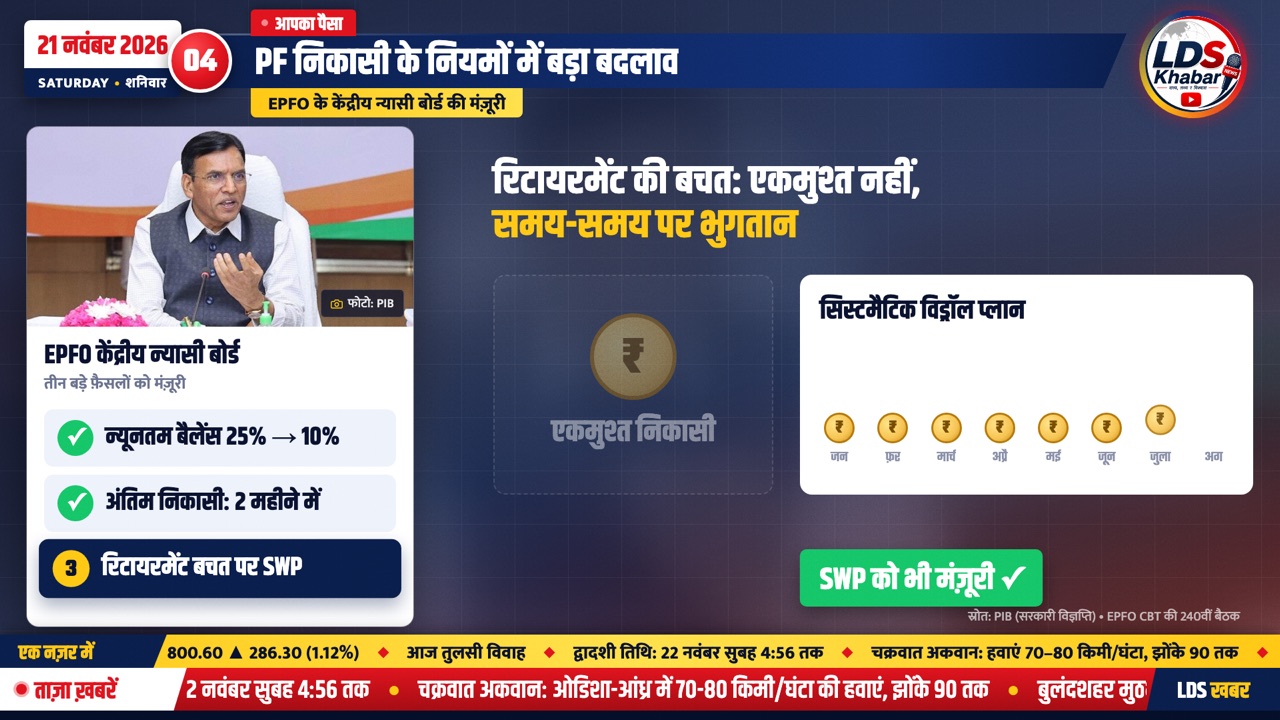 21 नवंबर 2026
SATURDAY • शनिवार
04
आपका पैसा
PF निकासी के नियमों में बड़ा बदलाव
EPFO के केंद्रीय न्यासी बोर्ड की मंज़ूरी
LDS
Khabar
NEWS
फोटो: PIB
EPFO केंद्रीय न्यासी बोर्ड
तीन बड़े फ़ैसलों को मंज़ूरी
न्यूनतम बैलेंस 25% → 10%
अंतिम निकासी: 2 महीने में
3 रिटायरमेंट बचत पर SWP
रिटायरमेंट की बचत: एकमुश्त नहीं,
समय-समय पर भुगतान
₹
एकमुश्त निकासी
सिस्टमैटिक विड्रॉल प्लान
₹ ₹ ₹ ₹ ₹ ₹ ₹
जन फ़र मार्च अप्रै मई जून जुला अग
SWP को भी मंज़ूरी ✓
स्रोत: PIB (सरकारी विज्ञप्ति) • EPFO CBT की 240वीं बैठक
एक नज़र में 800.60 ▲ 286.30 (1.12%) ◆ आज तुलसी विवाह ◆ द्वादशी तिथि: 22 नवंबर सुबह 4:56 तक ◆ चक्रवात अकवान: हवाएं 70–80 किमी/घंटा, झोंके 90 तक ◆
ताज़ा ख़बरें 2 नवंबर सुबह 4:56 तक • चक्रवात अकवान: ओडिशा-आंध्र में 70-80 किमी/घंटा की हवाएं, झोंके 90 तक • बुलंदशहर मुठ LDS खबर